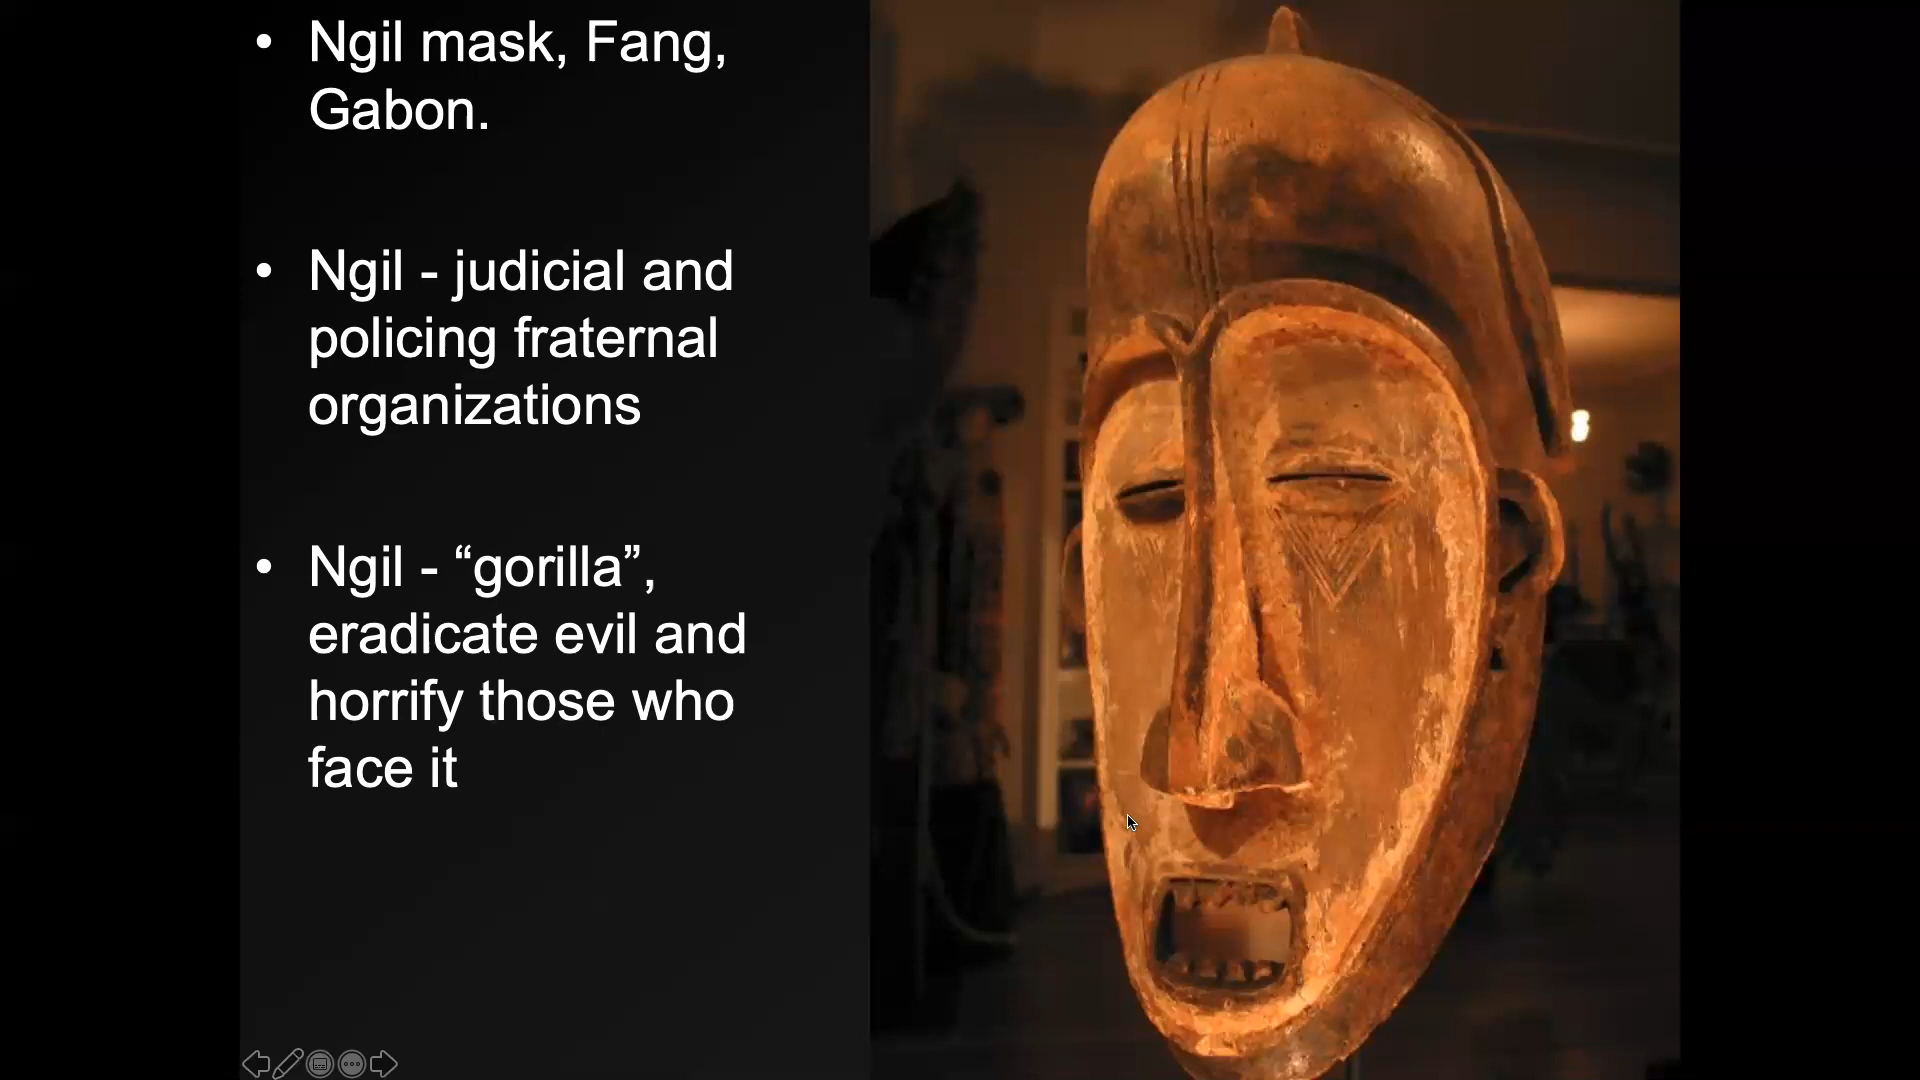 • Ngil mask, Fang,
Gabon.
• Ngil - judicial and
policing fraternal
organizations
• Ngil - “gorilla”,
eradicate evil and
horrify those who
face it